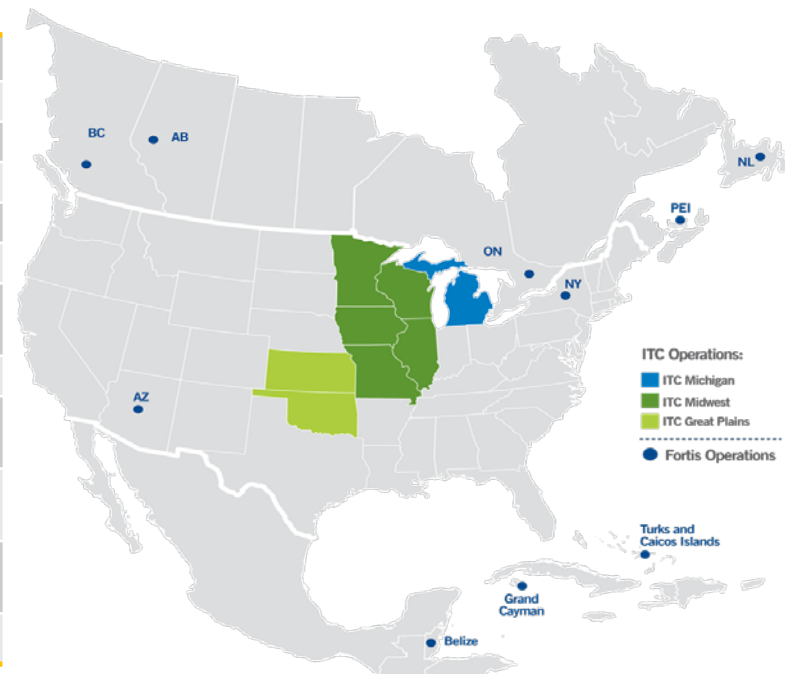 BC
AB
NL
PEI
ON
NY
AZ
ITC Operations:
ITC Michigan
ITC Midwest
ITC Great Plains
Fortis Operations
Turks and
Caicos Islands
Grand
Cayman
Belize